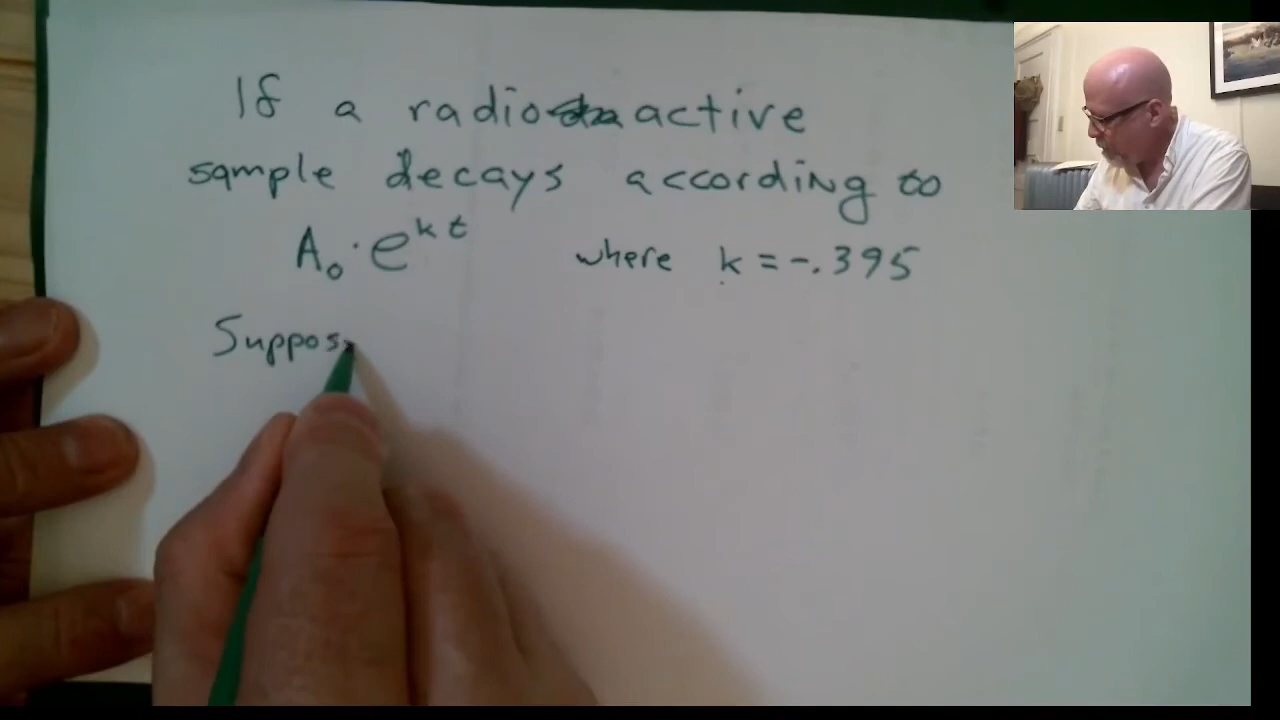 If a radioactive
sample decays according to
A₀ · e^{kt} where k = -.395
Suppos